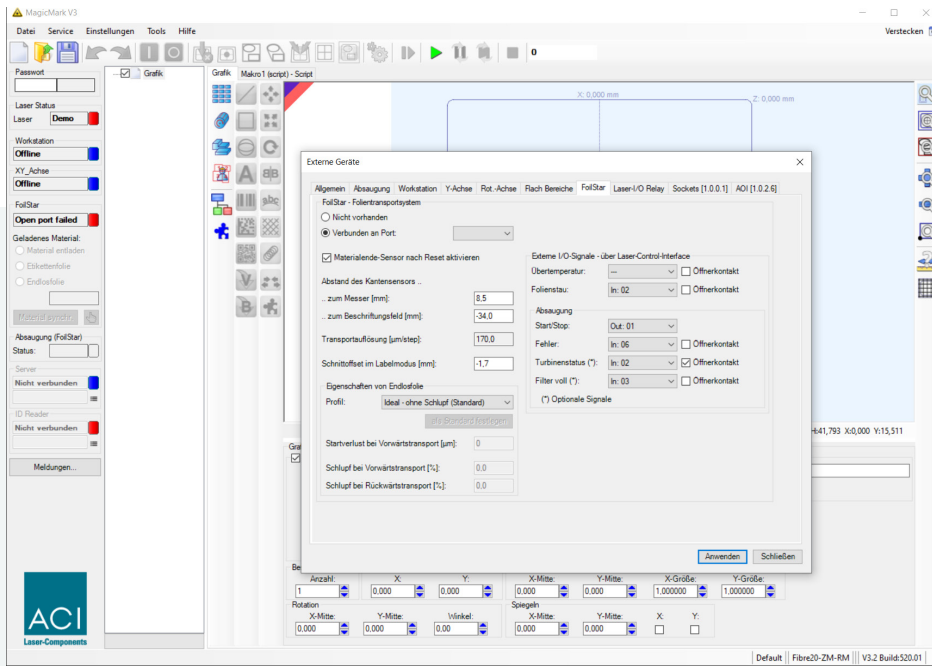 MagicMark V3
Datei Service Einstellungen Tools Hilfe Verstecken
0
Passwort
Grafik
Grafik Makro1 (script) - Script
Laser Status
Laser Demo
Workstation
Offline
XY_Achse
Offline
FoilStar
Open port failed
Geladenes Material:
Material entladen
Etikettenfolie
Endlosfolie
Material synchr.
Absaugung (FoilStar)
Status:
Server
Nicht verbunden
ID Reader
Nicht verbunden
Meldungen...
X: 0,000 mm
Z: 0,000 mm
Externe Geräte
Allgemein Absaugung Workstation Y-Achse Rot.-Achse Flach Bereiche FoilStar Laser-I/O Relay Sockets [1.0.0.1] AOI [1.0.2.6]
FoilStar - Folientransportsystem
Nicht vorhanden
Verbunden an Port:
Materialende-Sensor nach Reset aktivieren
Abstand des Kantensensors ..
.. zum Messer [mm]: 8,5
.. zum Beschriftungsfeld [mm]: -34,0
Transportauflösung [µm/step]: 170,0
Schnittoffset im Labelmodus [mm]: -1,7
Eigenschaften von Endlosfolie
Profil: Ideal - ohne Schlupf (Standard)
als Standard festlegen
Startverlust bei Vorwärtstransport [µm]: 0
Schlupf bei Vorwärtstransport [%]: 0,0
Schlupf bei Rückwärtstransport [%]: 0,0
Externe I/O-Signale - über Laser-Control-Interface
Übertemperatur: --- Öffnerkontakt
Folienstau: In: 02 Öffnerkontakt
Absaugung
Start/Stop: Out: 01
Fehler: In: 06 Öffnerkontakt
Turbinenstatus (*): In: 02 Öffnerkontakt
Filter voll (*): In: 03 Öffnerkontakt
(*) Optionale Signale
Anwenden Schließen
H:41,793 X:0,000 Y:15,511
Gra
Be
Anzahl: X: Y: X-Mitte: Y-Mitte: X-Größe: Y-Größe:
1 0.000 0.000 0.000 0.000 1,000000 1,000000
Rotation Spiegeln
X-Mitte: Y-Mitte: Winkel: X-Mitte: Y-Mitte: X: Y:
0.000 0.000 0.00 0.000 0.000
ACI
Laser-Components
Default Fibre20-ZM-RM V3.2 Build:520.01